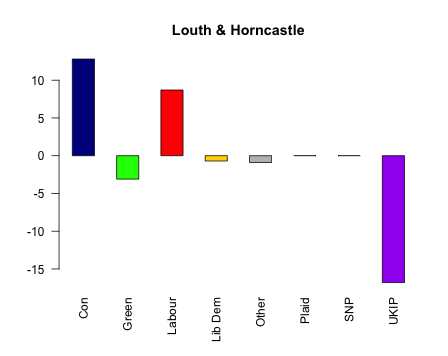 Louth & Horncastle
10
5
0
-5
-10
-15
Con
Green
Labour
Lib Dem
Other
Plaid
SNP
UKIP